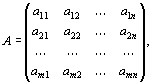 a₁₁ a₁₂ ... a₁ₙ
a₂₁ a₂₂ ... a₂ₙ
A = ... ... ... ... ,
aₘ₁ aₘ₂ ... aₘₙ